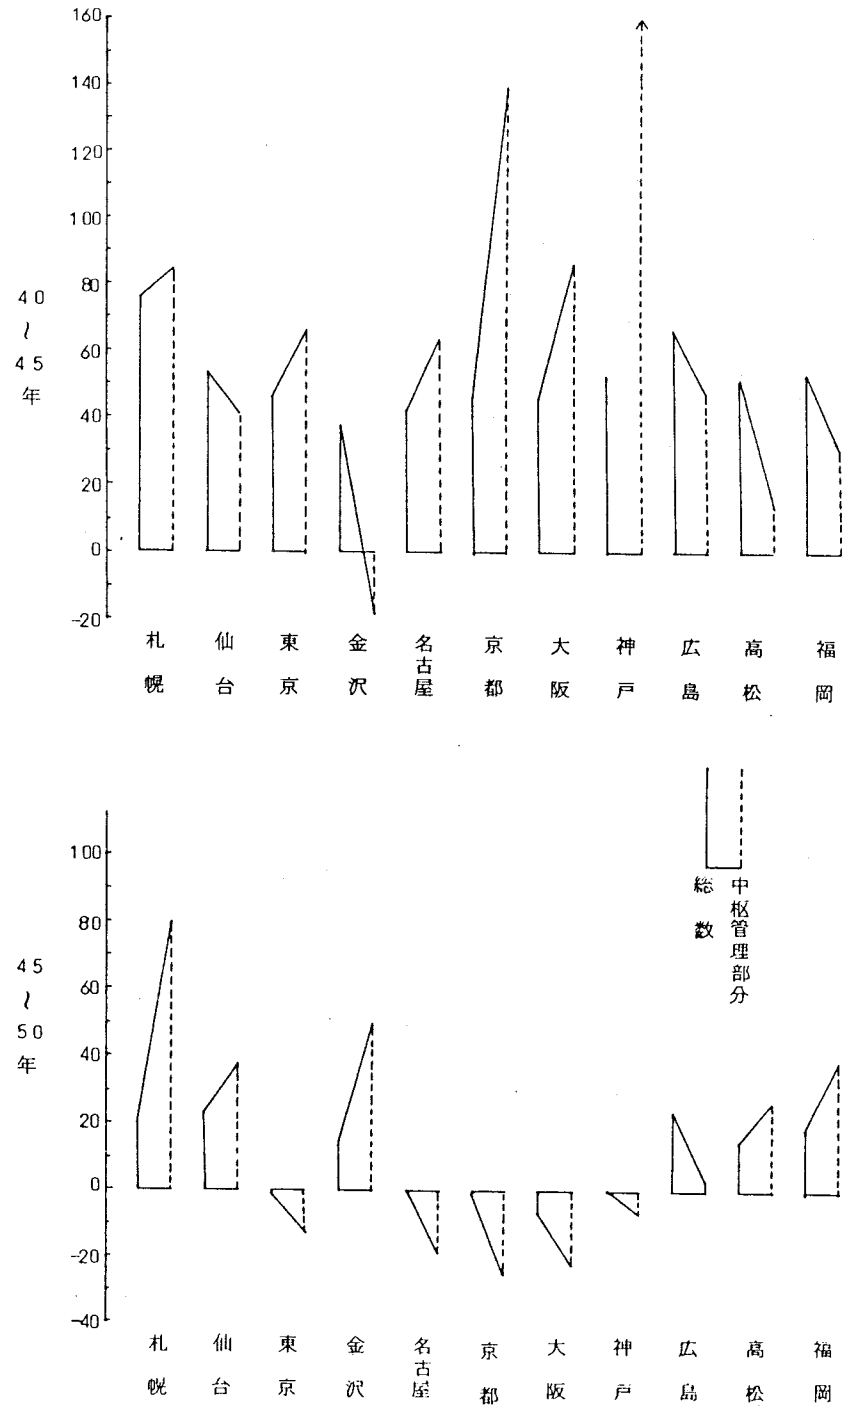 160
140
120
100
80
60
40
20
0
-20
40
~
45
年
札幌
仙台
東京
金沢
名古屋
京都
大阪
神戸
広島
高松
福岡
総数
中枢管理部分
100
80
60
40
20
0
-20
-40
45
~
50
年
札幌
仙台
東京
金沢
名古屋
京都
大阪
神戸
広島
高松
福岡